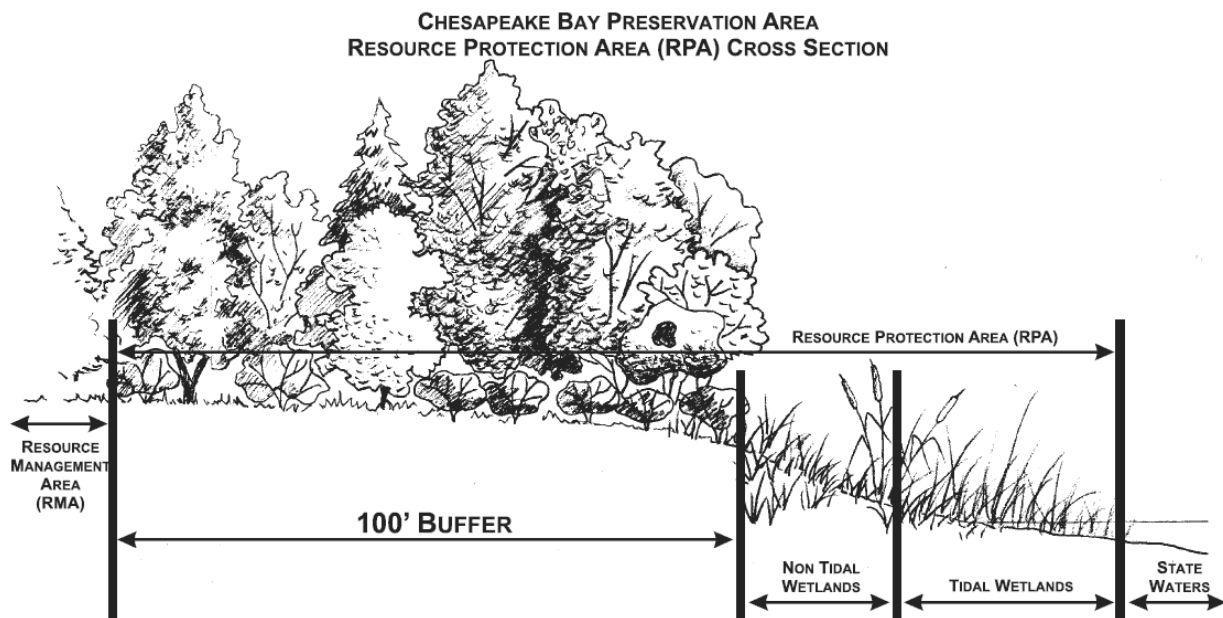 CHESAPEAKE BAY PRESERVATION AREA
RESOURCE PROTECTION AREA (RPA) CROSS SECTION
RESOURCE PROTECTION AREA (RPA)
RESOURCE
MANAGEMENT
AREA
(RMA)
100' BUFFER
NON TIDAL
WETLANDS
TIDAL WETLANDS
STATE
WATERS